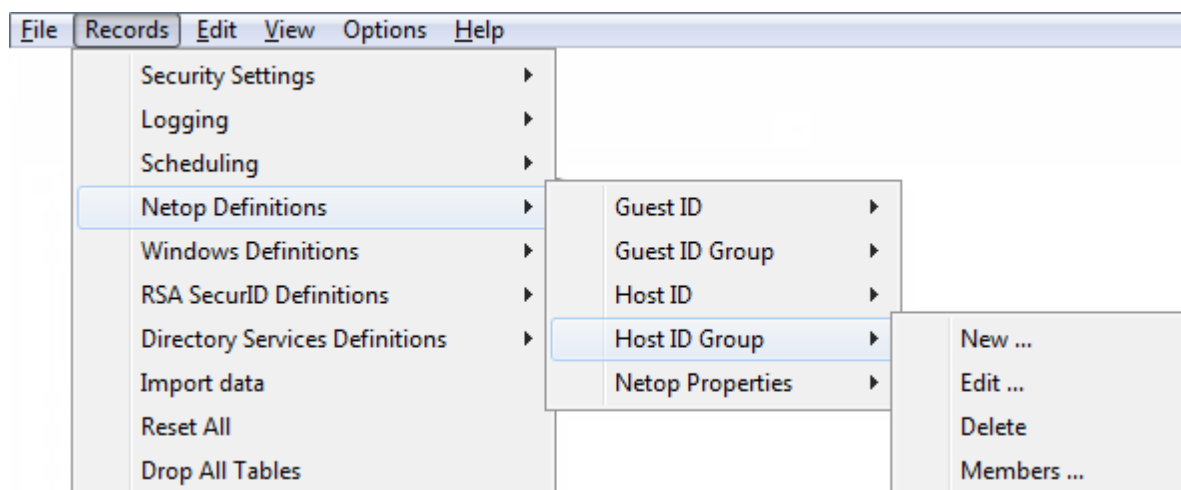 File Records Edit View Options Help
Security Settings
Logging
Scheduling
Netop Definitions
Windows Definitions
RSA SecurID Definitions
Directory Services Definitions
Import data
Reset All
Drop All Tables
Guest ID
Guest ID Group
Host ID
Host ID Group
Netop Properties
New ...
Edit ...
Delete
Members ...